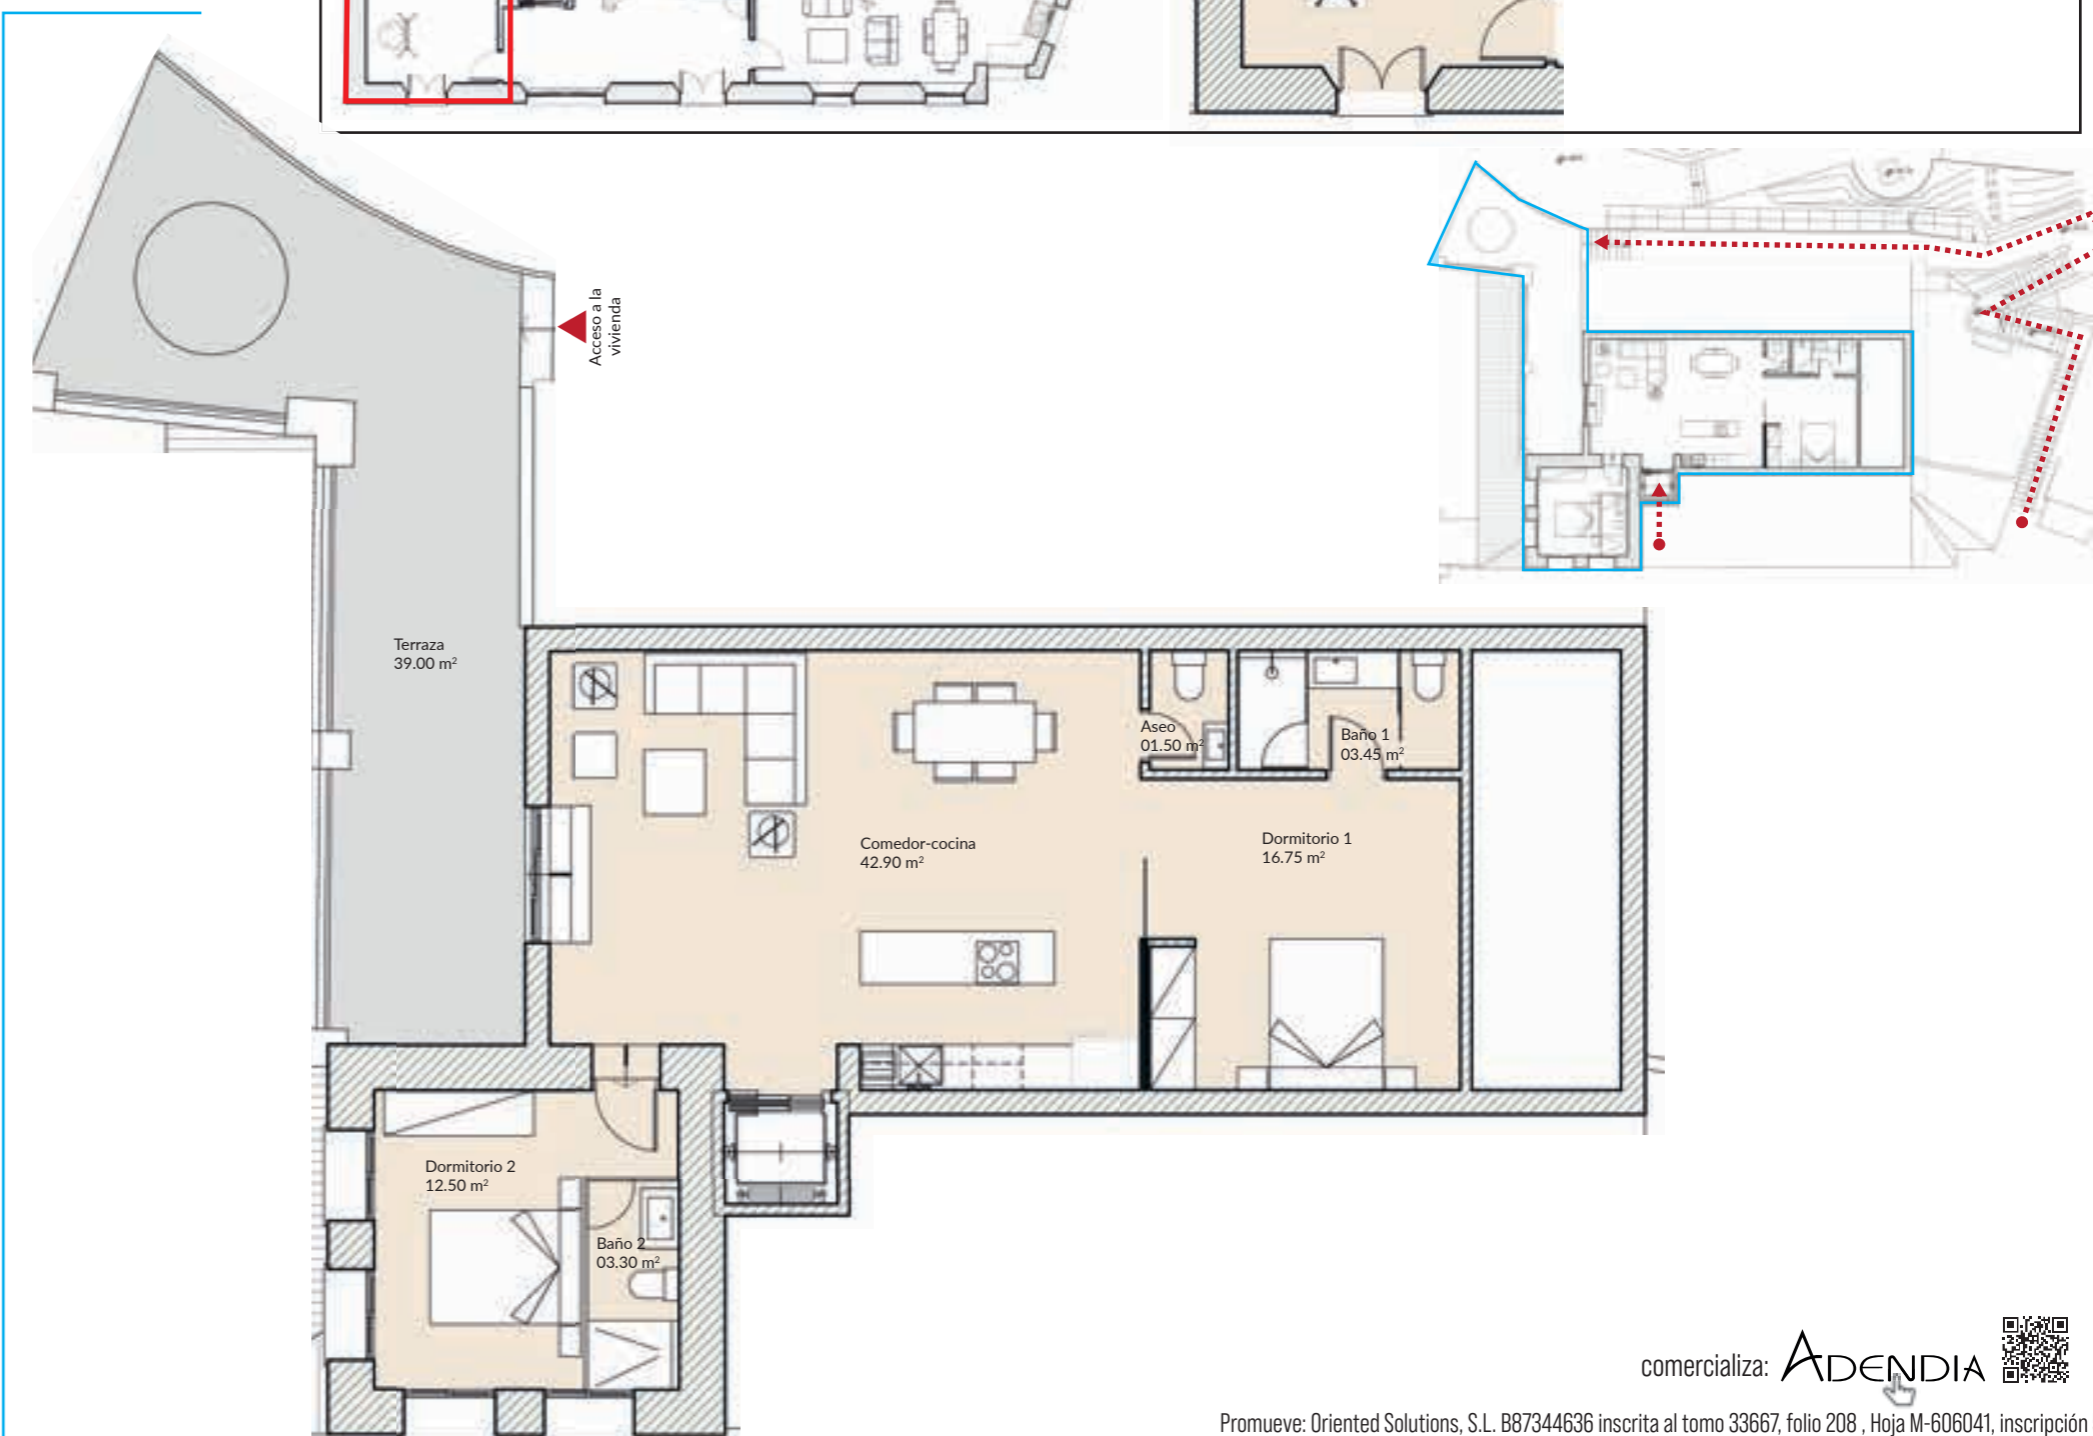 Acceso a la
vivienda
Terraza
39.00 m²
Aseo
01.50 m²
Baño 1
03.45 m²
Comedor-cocina
42.90 m²
Dormitorio 1
16.75 m²
Dormitorio 2
12.50 m²
Baño 2
03.30 m²
comercializa: ADENDIA
Promueve: Oriented Solutions, S.L. B87344636 inscrita al tomo 33667, folio 208 , Hoja M-606041, inscripción